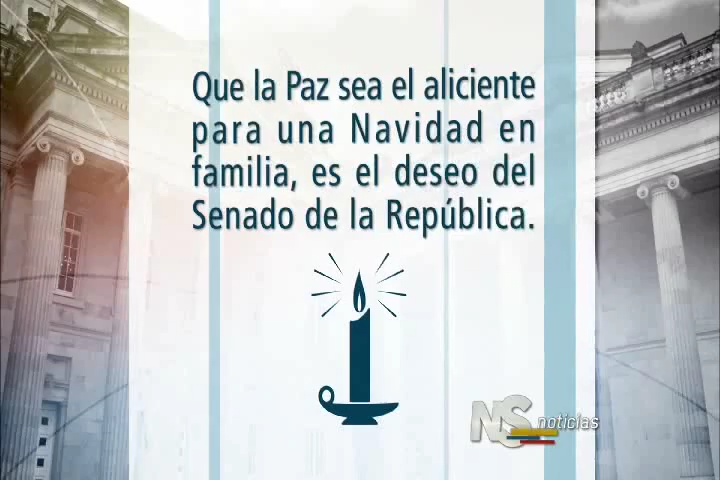 Que la Paz sea el aliciente
para una Navidad en
familia, es el deseo del
Senado de la República.
NS noticias